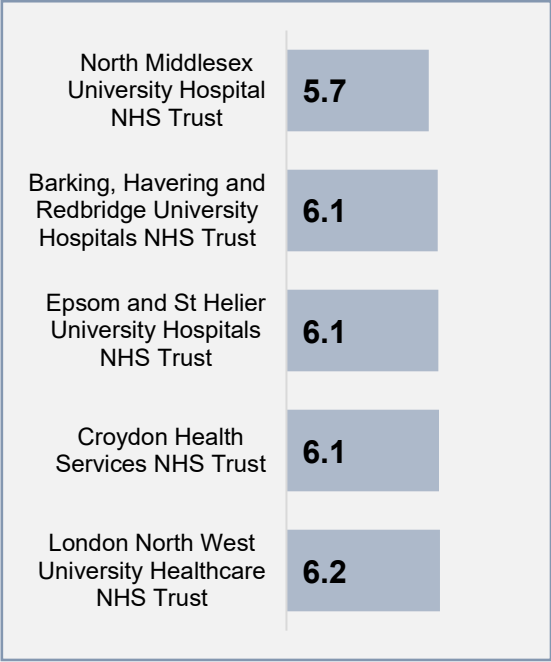 North Middlesex
University Hospital
NHS Trust
5.7
Barking, Havering and
Redbridge University
Hospitals NHS Trust
6.1
Epsom and St Helier
University Hospitals
NHS Trust
6.1
Croydon Health
Services NHS Trust
6.1
London North West
University Healthcare
NHS Trust
6.2